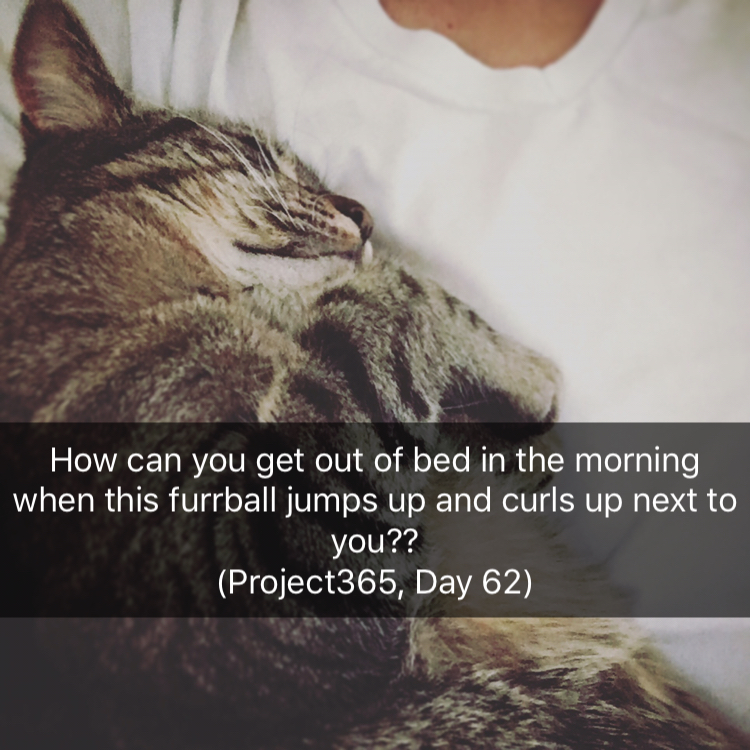 How can you get out of bed in the morning
when this furrball jumps up and curls up next to
you??
(Project365, Day 62)